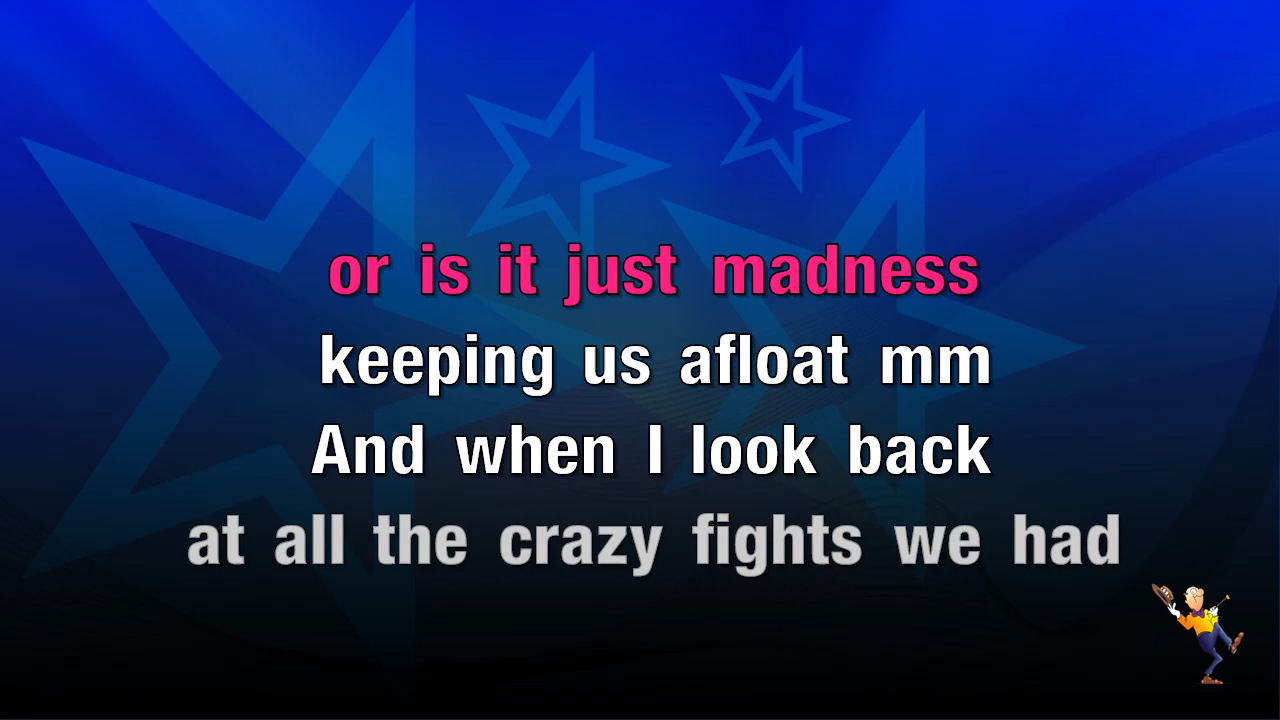 or is it just madness
keeping us afloat mm
And when I look back
at all the crazy fights we had